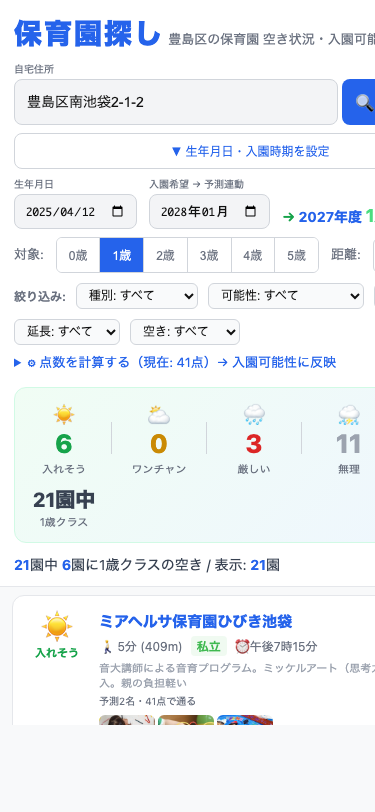 保育園探し 豊島区の保育園 空き状況・入園可能
自宅住所
豊島区南池袋2-1-2
▼ 生年月日・入園時期を設定
生年月日 入園希望 → 予測連動
2025/04/12 2028年01月 → 2027年度 1
対象: 0歳 1歳 2歳 3歳 4歳 5歳 距離:
絞り込み: 種別: すべて 可能性: すべて
延長: すべて 空き: すべて
▶ ⚙ 点数を計算する（現在: 41点）→ 入園可能性に反映
6 0 3 11
入れそう ワンチャン 厳しい 無理
21園中
1歳クラス
21園中 6園に1歳クラスの空き / 表示: 21園
ミアヘルサ保育園ひびき池袋
入れそう
5分 (409m) 私立 午後7時15分
音大講師による音育プログラム。ミッケルアート（思考力
入。親の負担軽い
予測2名・41点で通る